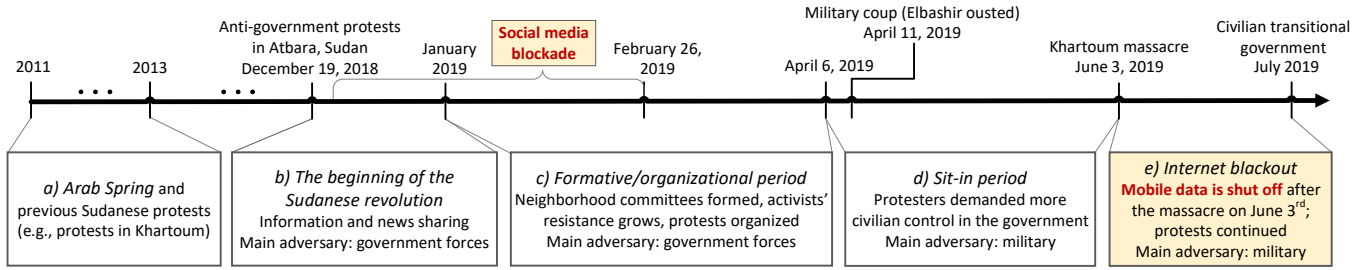 2011
. . .
2013
. . .
Anti-government protests
in Atbara, Sudan
December 19, 2018
January
2019
Social media
blockade
February 26,
2019
April 6, 2019
Military coup (Elbashir ousted)
April 11, 2019
Khartoum massacre
June 3, 2019
Civilian transitional
government
July 2019
a) Arab Spring and
previous Sudanese protests
(e.g., protests in Khartoum)
b) The beginning of the
Sudanese revolution
Information and news sharing
Main adversary: government forces
c) Formative/organizational period
Neighborhood committees formed, activists'
resistance grows, protests organized
Main adversary: government forces
d) Sit-in period
Protesters demanded more
civilian control in the government
Main adversary: military
e) Internet blackout
Mobile data is shut off after
the massacre on June 3rd;
protests continued
Main adversary: military